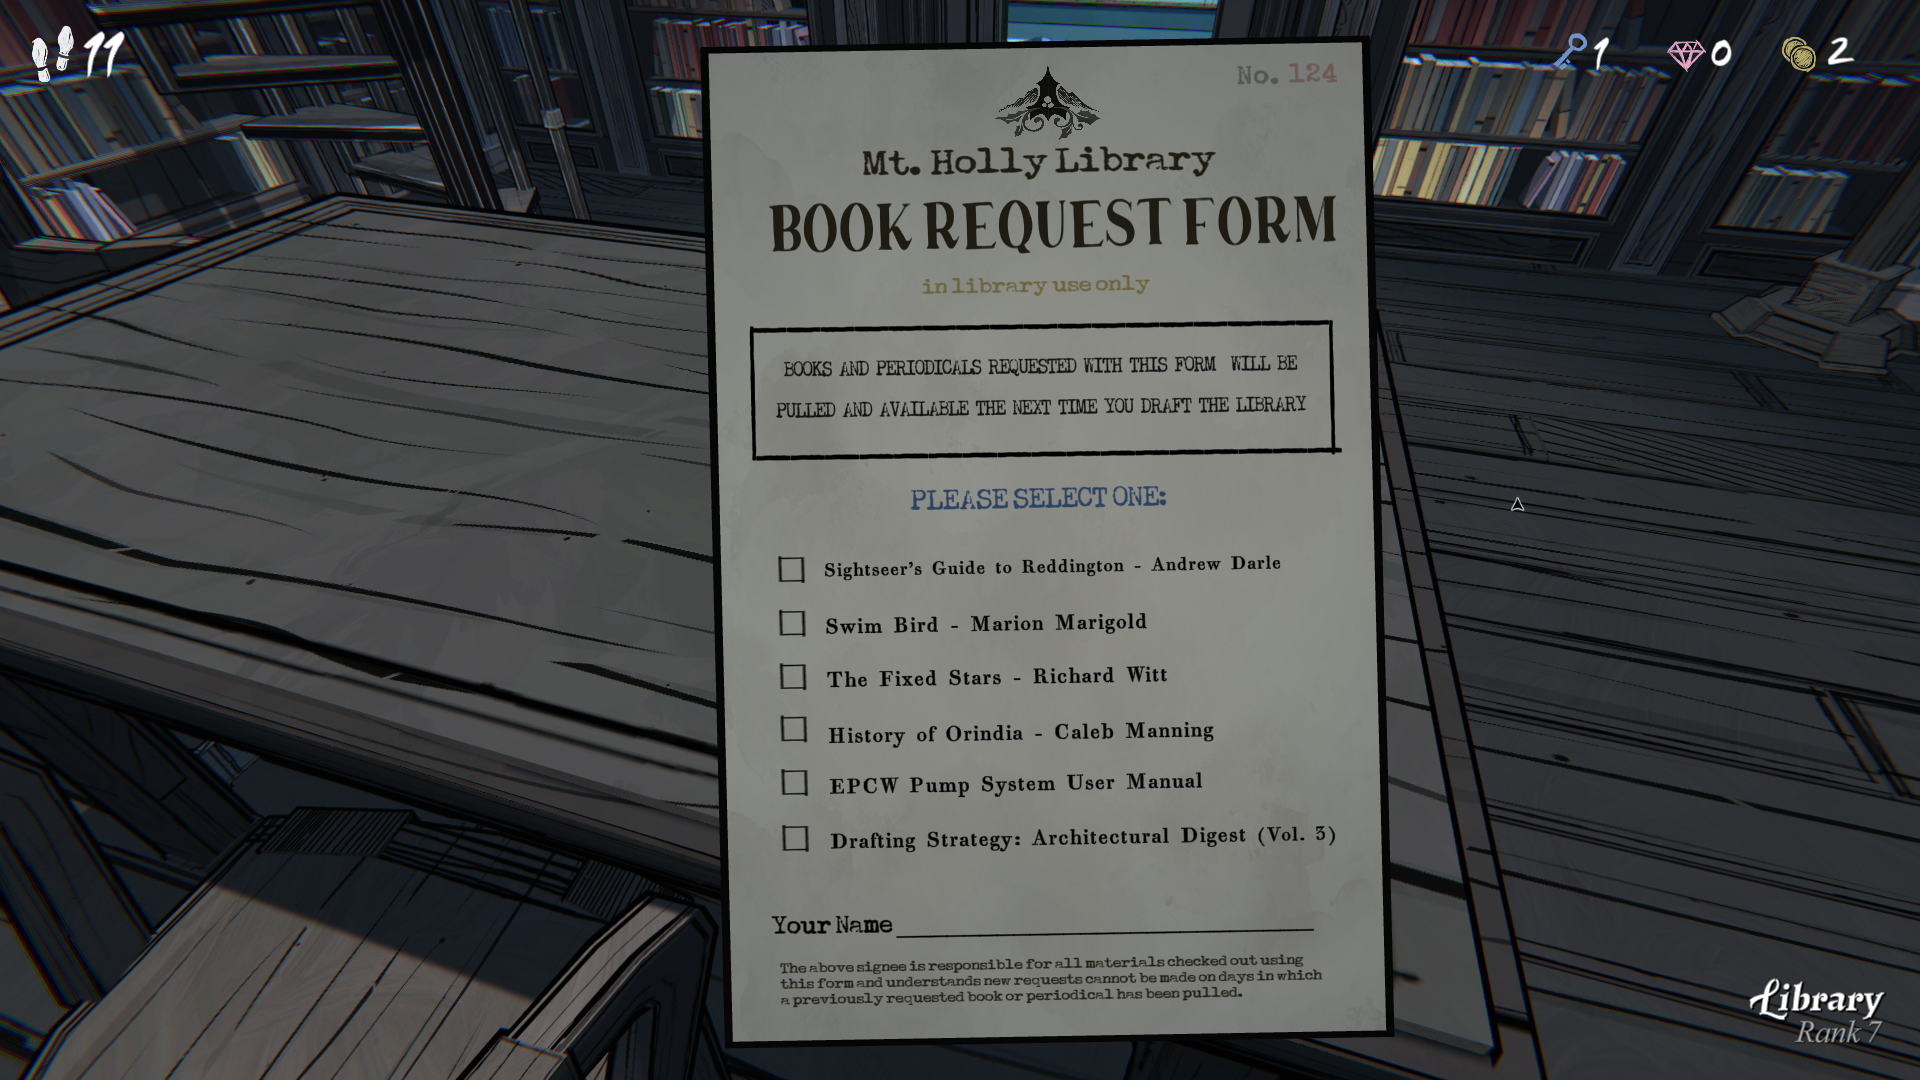 11
1
0
2
No. 124
Mt. Holly Library
BOOK REQUEST FORM
in library use only
BOOKS AND PERIODICALS REQUESTED WITH THIS FORM WILL BE
PULLED AND AVAILABLE THE NEXT TIME YOU DRAFT THE LIBRARY
PLEASE SELECT ONE:
Sightseer's Guide to Reddington - Andrew Darle
Swim Bird - Marion Marigold
The Fixed Stars - Richard Witt
History of Orindia - Caleb Manning
EPCW Pump System User Manual
Drafting Strategy: Architectural Digest (Vol. 3)
Your Name
The above signee is responsible for all materials checked out using
this form and understands new requests cannot be made on days in which
a previously requested book or periodical has been pulled.
Library
Rank 7